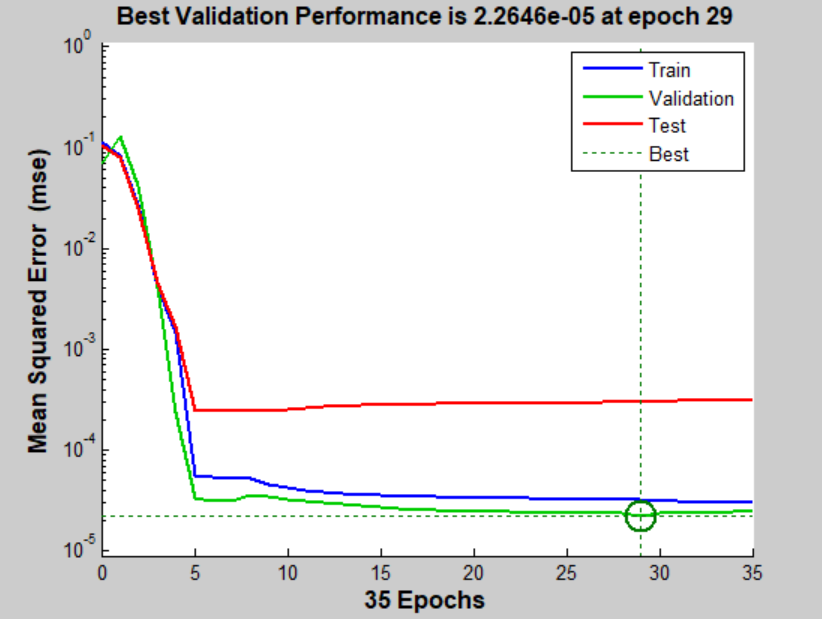 Best Validation Performance is 2.2646e-05 at epoch 29
10^0
10^-1
10^-2
10^-3
10^-4
10^-5
Mean Squared Error (mse)
Train
Validation
Test
Best
0 5 10 15 20 25 30 35
35 Epochs